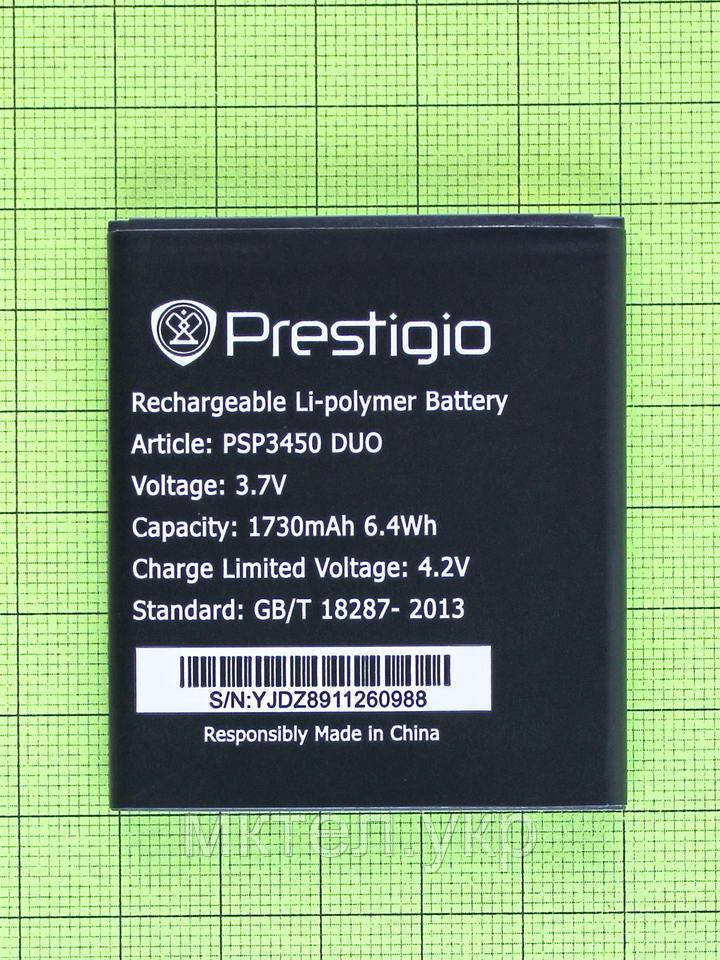 Prestigio
Rechargeable Li-polymer Battery
Article: PSP3450 DUO
Voltage: 3.7V
Capacity: 1730mAh 6.4Wh
Charge Limited Voltage: 4.2V
Standard: GB/T 18287- 2013
S/N:YJDZ8911260988
Responsibly Made in China
мктел.укр